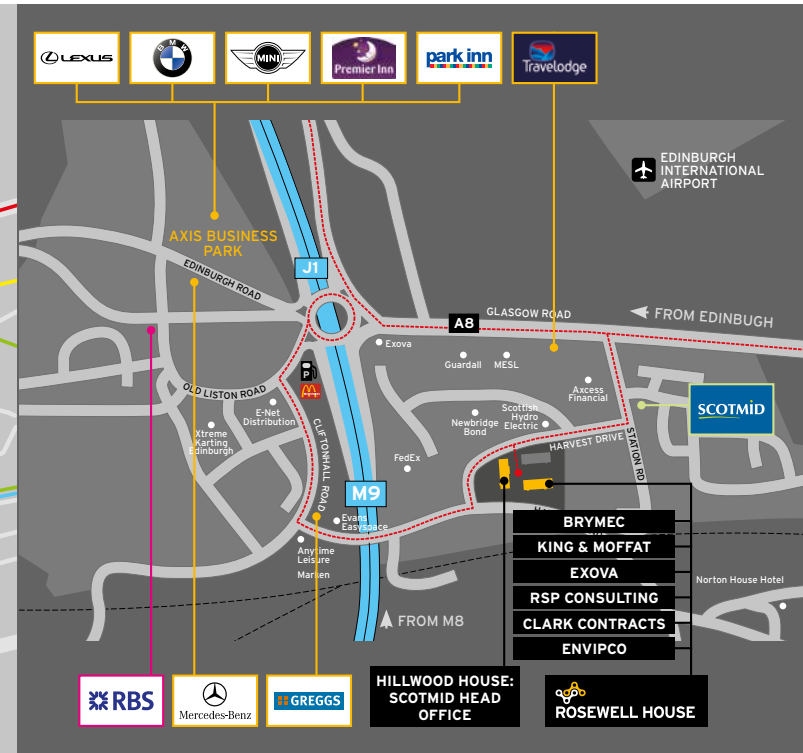 LEXUS
BMW
MINI
Premier Inn
park inn
Travelodge
EDINBURGH
INTERNATIONAL
AIRPORT
AXIS BUSINESS
PARK
EDINBURGH ROAD
J1
A8
GLASGOW ROAD
FROM EDINBUGH
Exova
Guardall
MESL
P
Axcess
Financial
OLD LISTON ROAD
E-Net
Distribution
Xtreme
Karting
Edinburgh
CLIFTONHALL ROAD
Newbridge
Bond
Scottish
Hydro
Electric
SCOTMID
HARVEST DRIVE
STATION RD
FedEx
M9
Evans
Easyspace
Anytime
Leisure
Marken
BRYMEC
KING & MOFFAT
EXOVA
RSP CONSULTING
CLARK CONTRACTS
ENVIPCO
Norton House Hotel
FROM M8
RBS
Mercedes-Benz
GREGGS
HILLWOOD HOUSE:
SCOTMID HEAD
OFFICE
ROSEWELL HOUSE